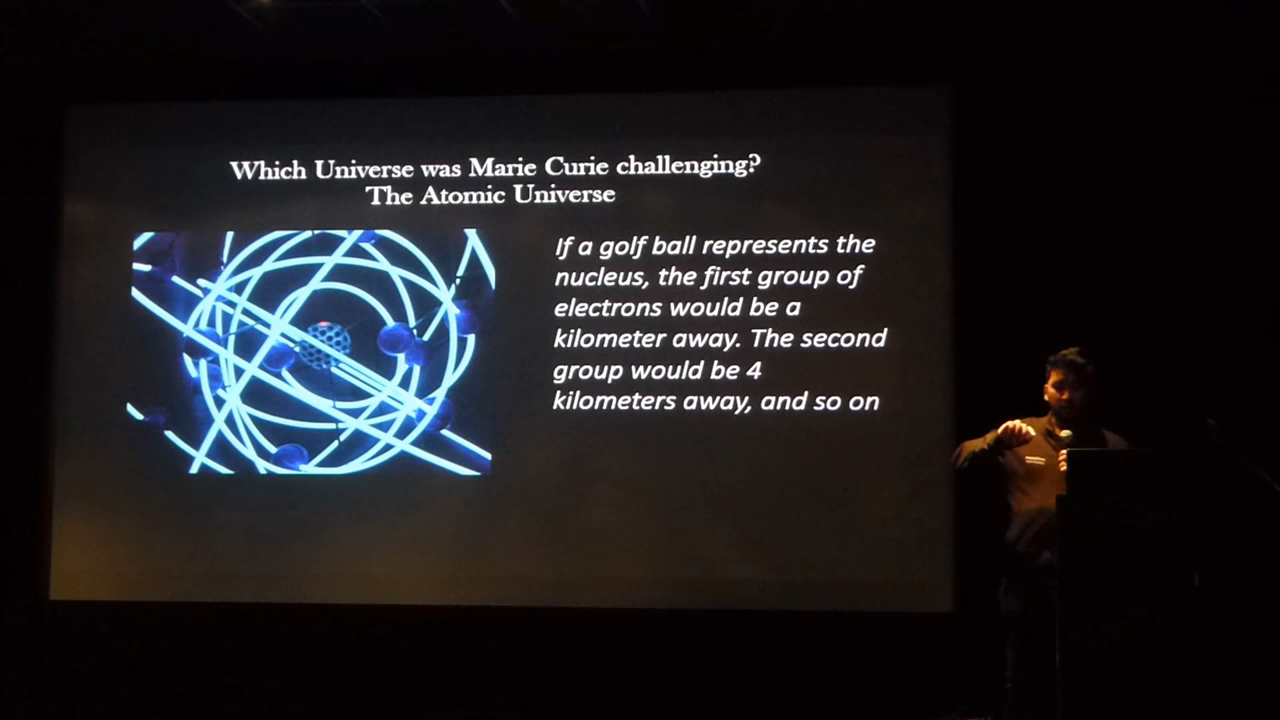 Which Universe was Marie Curie challenging?
The Atomic Universe
If a golf ball represents the
nucleus, the first group of
electrons would be a
kilometer away. The second
group would be 4
kilometers away, and so on